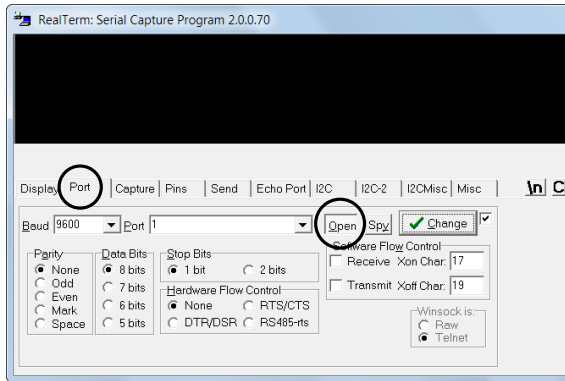 RealTerm: Serial Capture Program 2.0.0.70
Display Port Capture Pins Send Echo Port I2C I2C-2 I2CMisc Misc \n
Baud 9600 Port 1 Open Spy Change
Parity Data Bits Stop Bits Software Flow Control
None 8 bits 1 bit 2 bits Receive Xon Char: 17
Odd 7 bits
Even 6 bits Hardware Flow Control Transmit Xoff Char: 19
Mark 5 bits None RTS/CTS
Space DTR/DSR RS485-rts
Winsock is:
Raw
Telnet